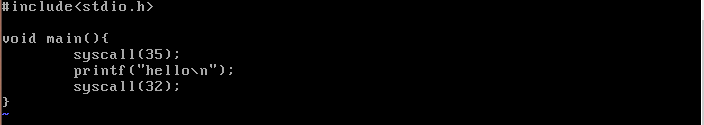 #include<stdio.h>

void main(){
        syscall(35);
        printf("hello\n");
        syscall(32);
}
~